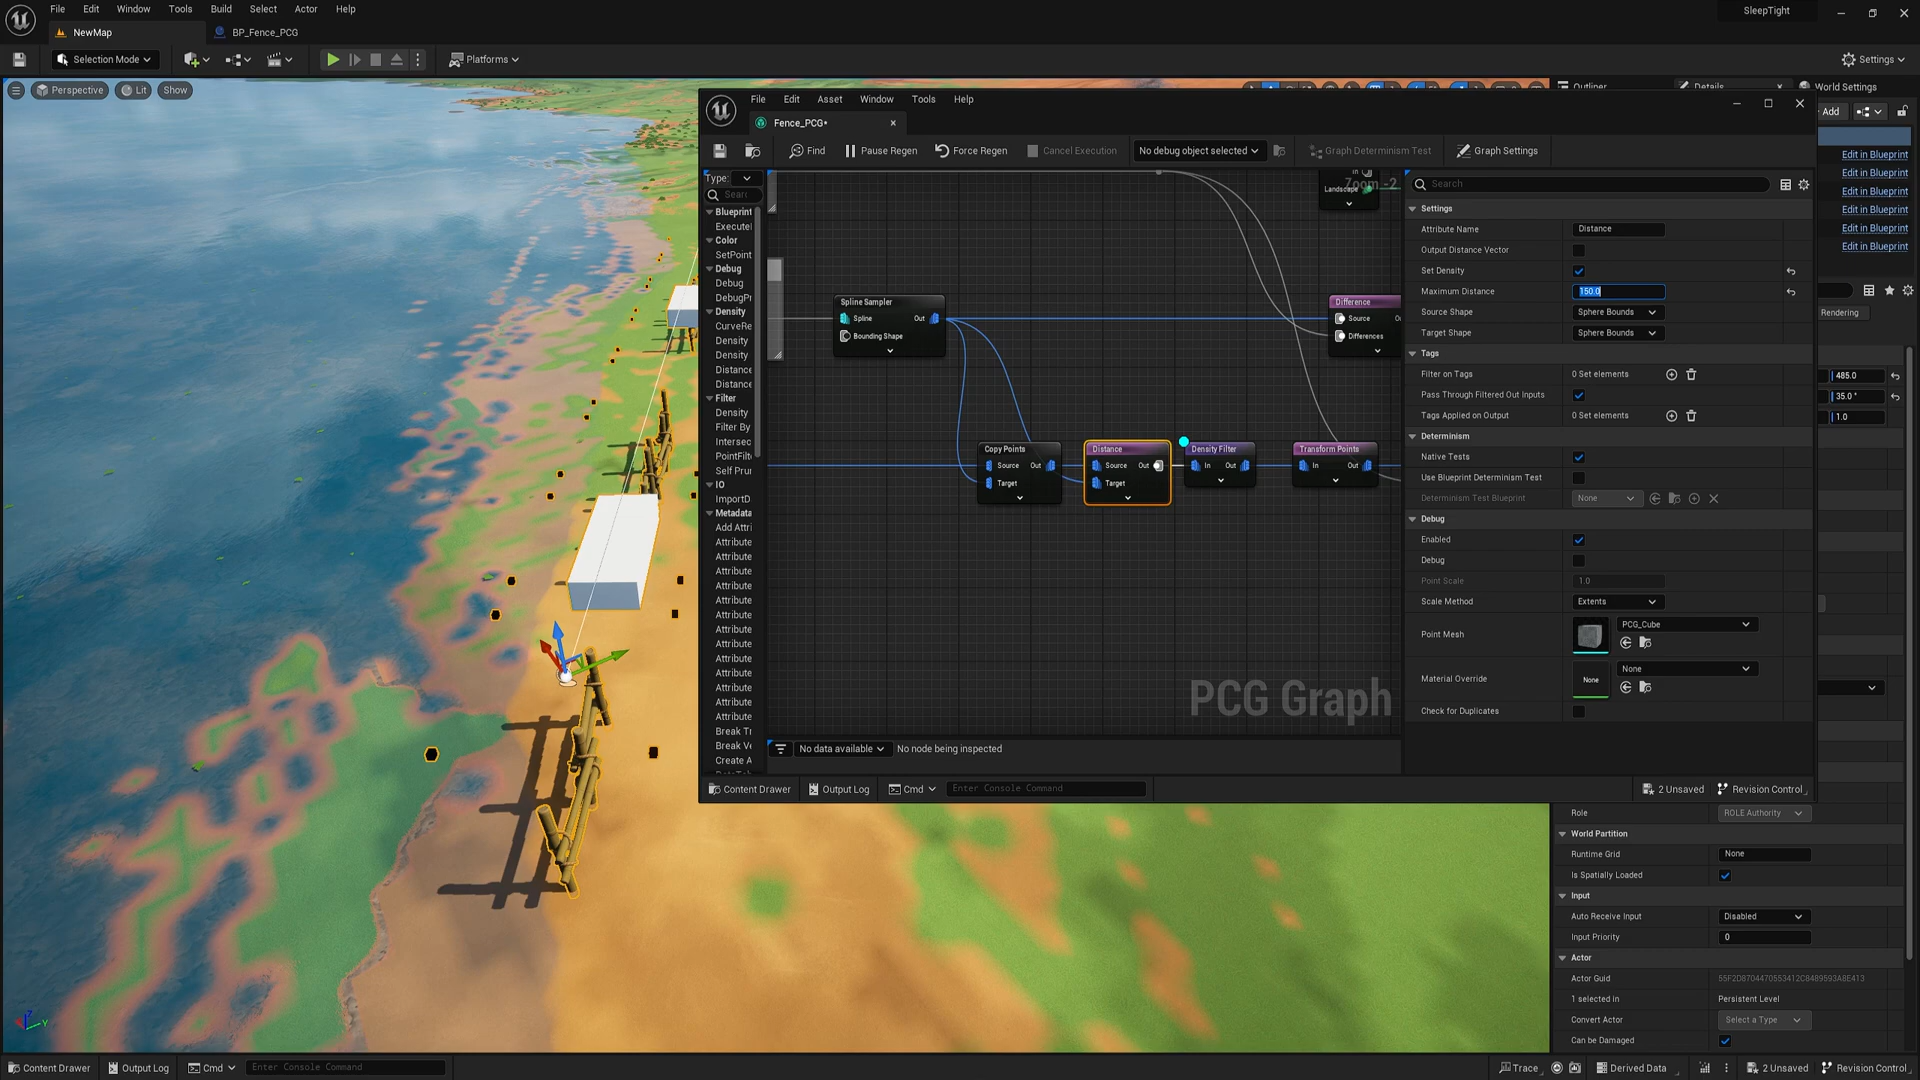 File Edit Window Tools Build Select Actor Help
SleepTight
NewMap
BP_Fence_PCG
Selection Mode
Platforms
Settings
Perspective Lit Show
Outliner Details World Settings
File Edit Asset Window Tools Help
Add
Fence_PCG*
Find Pause Regen Force Regen Cancel Execution No debug object selected Graph Determinism Test Graph Settings
Edit in Blueprint
Edit in Blueprint
Edit in Blueprint
Edit in Blueprint
Edit in Blueprint
Edit in Blueprint
Rendering
485.0
35.0 °
1.0
Type:
Sear
Blueprint
Execute
Color
SetPoint
Debug
Debug
DebugPr
Density
CurveRe
Density
Density
Distance
Distance
Filter
Density
Filter By
Intersec
PointFilt
Self Prun
IO
ImportD
Metadata
Add Attri
Attribute
Attribute
Attribute
Attribute
Attribute
Attribute
Attribute
Attribute
Attribute
Attribute
Attribute
Attribute
Attribute
Break Tr
Break Ve
Create A
Zoom -2
In
Landscape
Spline Sampler
Spline Out
Bounding Shape
Difference
Source
Differences
Copy Points
Source Out
Target
Distance
Source Out
Target
Density Filter
In Out
Transform Points
In Out
PCG Graph
No data available No node being inspected
Search
Settings
Attribute Name Distance
Output Distance Vector
Set Density
Maximum Distance 150.0
Source Shape Sphere Bounds
Target Shape Sphere Bounds
Tags
Filter on Tags 0 Set elements
Pass Through Filtered Out Inputs
Tags Applied on Output 0 Set elements
Determinism
Native Tests
Use Blueprint Determinism Test
Determinism Test Blueprint None
Debug
Enabled
Debug
Point Scale 1.0
Scale Method Extents
Point Mesh PCG_Cube
Material Override None None
Check for Duplicates
Content Drawer Output Log Cmd Enter Console Command 2 Unsaved Revision Control
Role ROLE Authority
World Partition
Runtime Grid None
Is Spatially Loaded
Input
Auto Receive Input Disabled
Input Priority 0
Actor
Actor Guid 55F2D8704470553412C8489593A8E413
1 selected in Persistent Level
Convert Actor Select a Type
Can be Damaged
Content Drawer Output Log Cmd Enter Console Command Trace Derived Data 2 Unsaved Revision Control